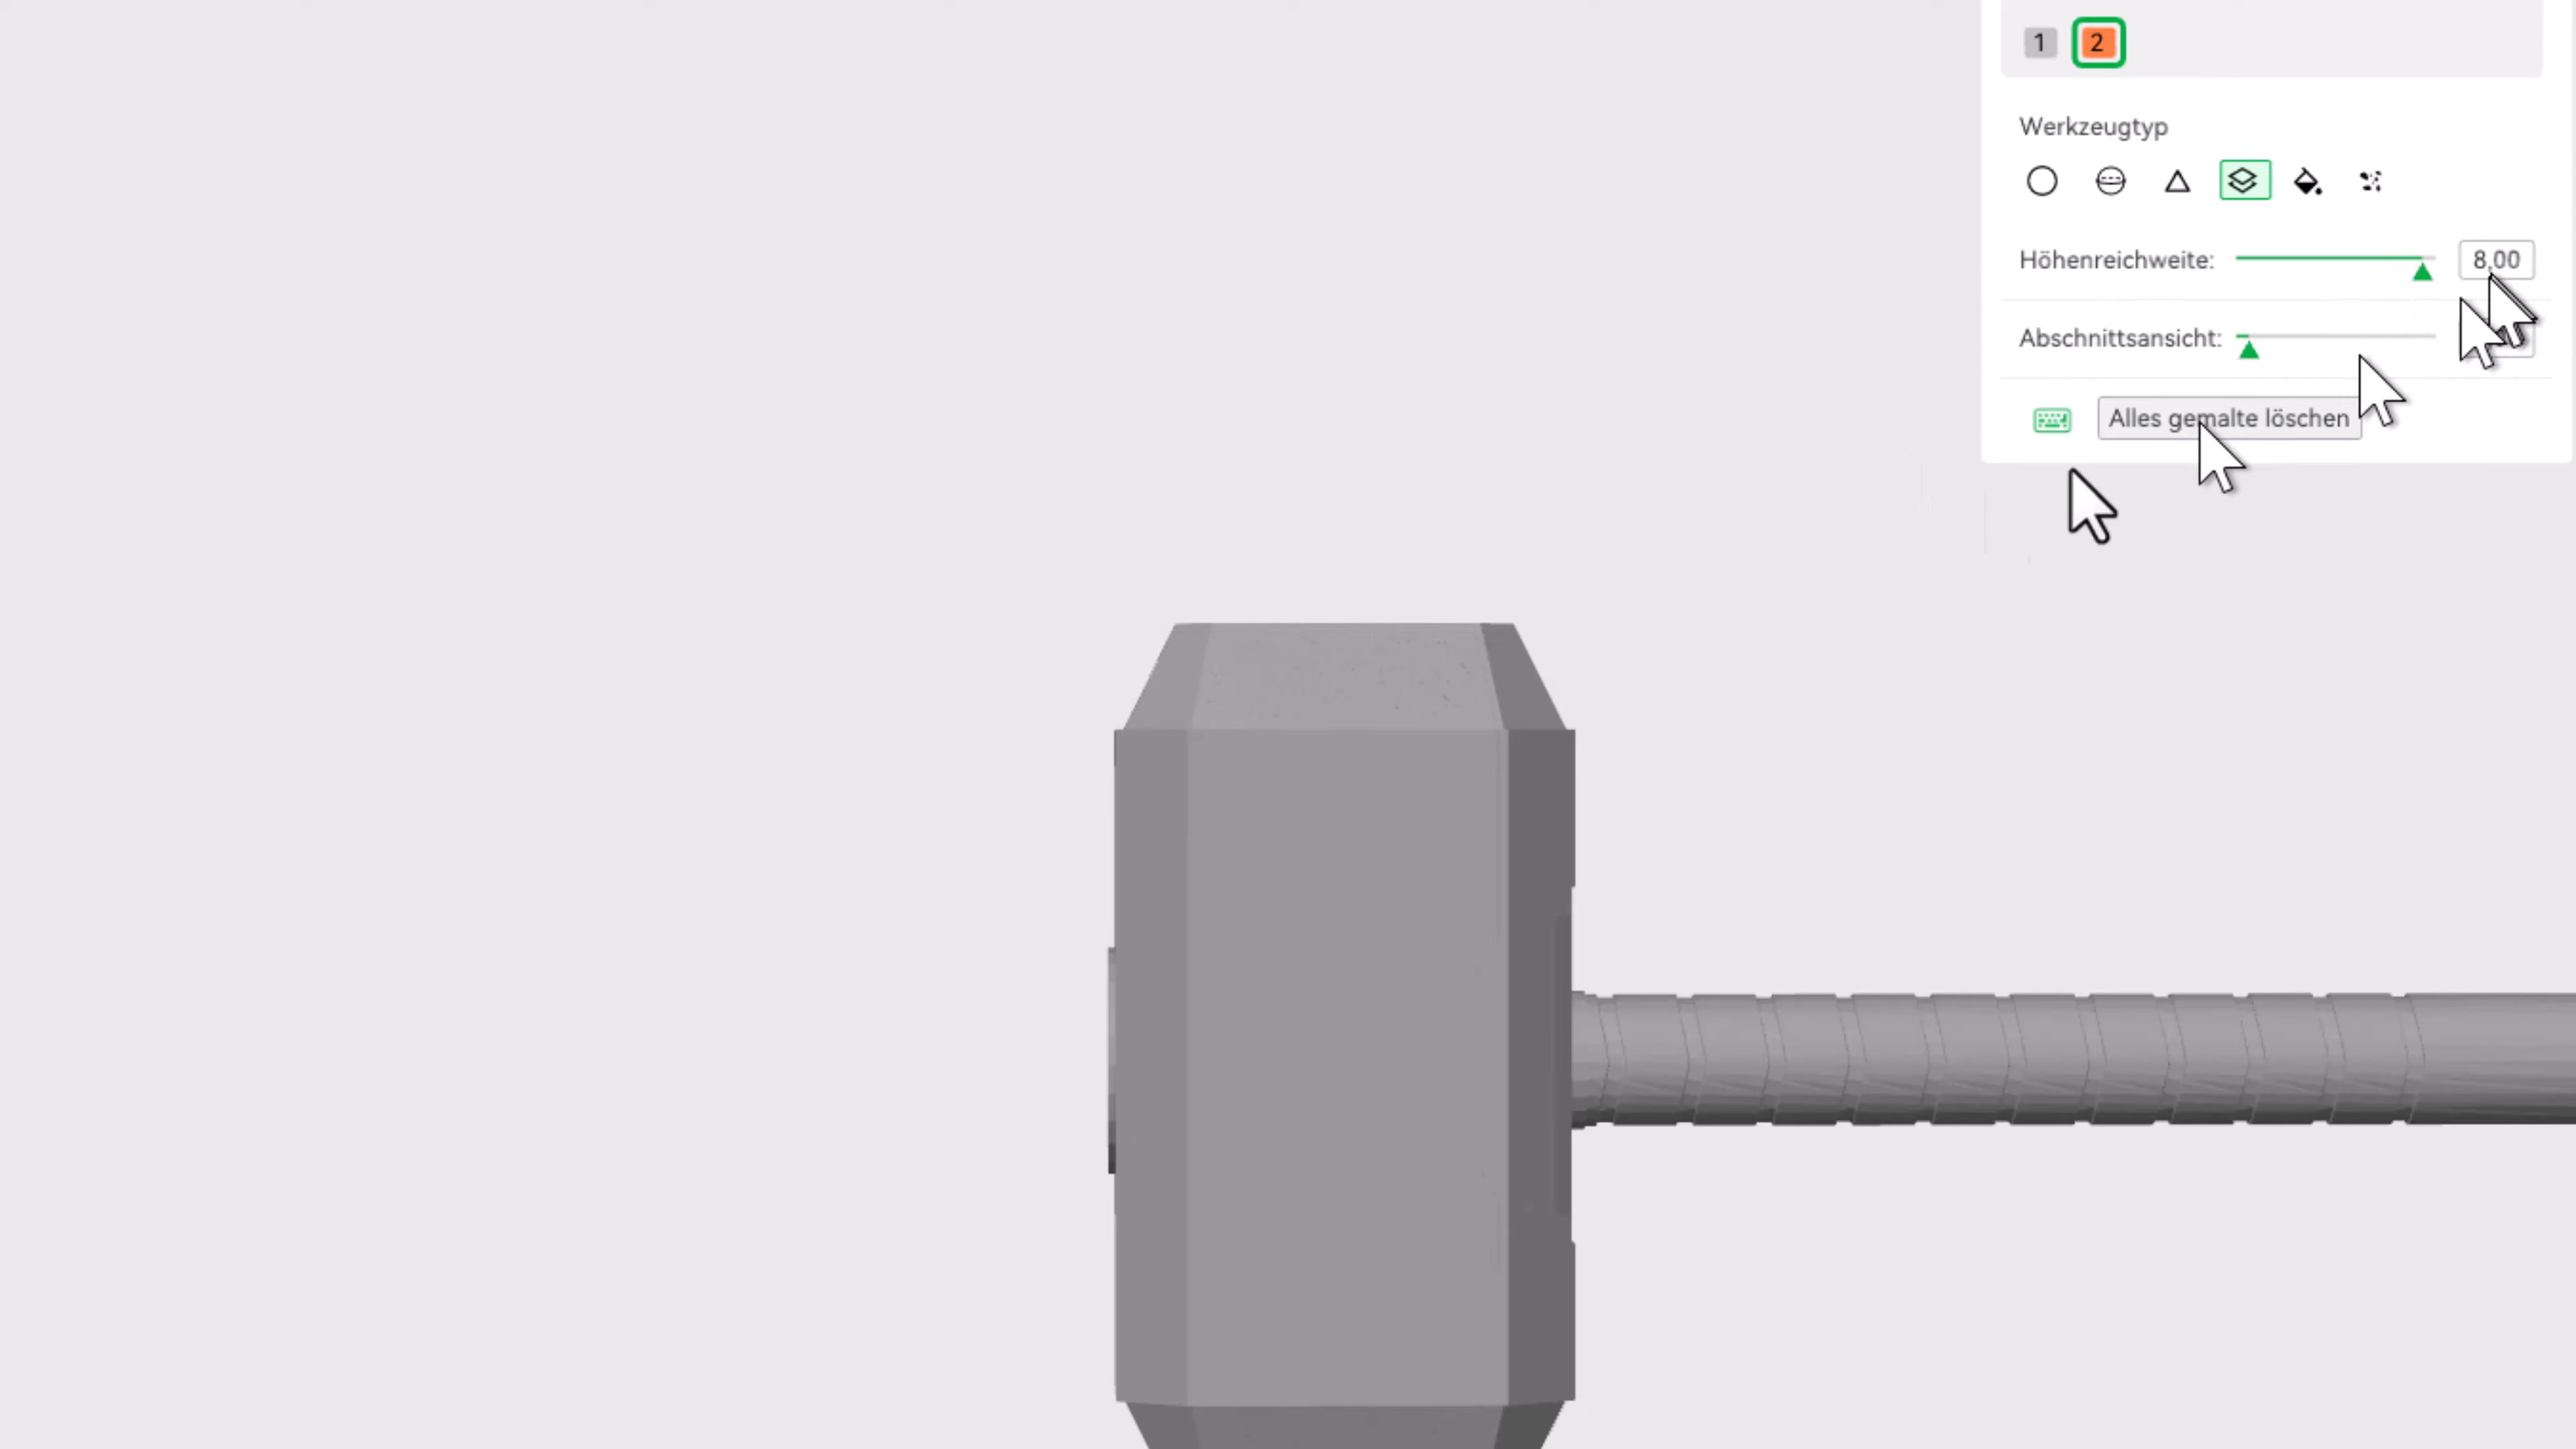 1 2
Werkzeugtyp
Höhenreichweite: 8,00
Abschnittsansicht:
Alles gemalte löschen